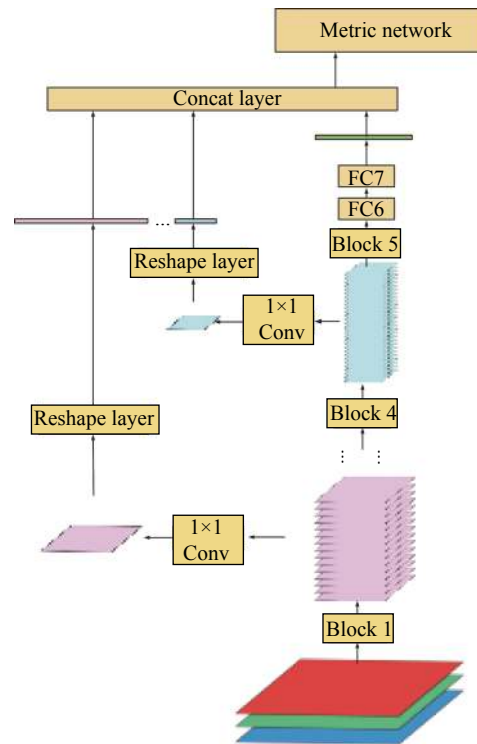 Metric network
Concat layer
FC7
FC6
...
Block 5
Reshape layer
1×1
Conv
Block 4
Reshape layer
... ...
1×1
Conv
Block 1